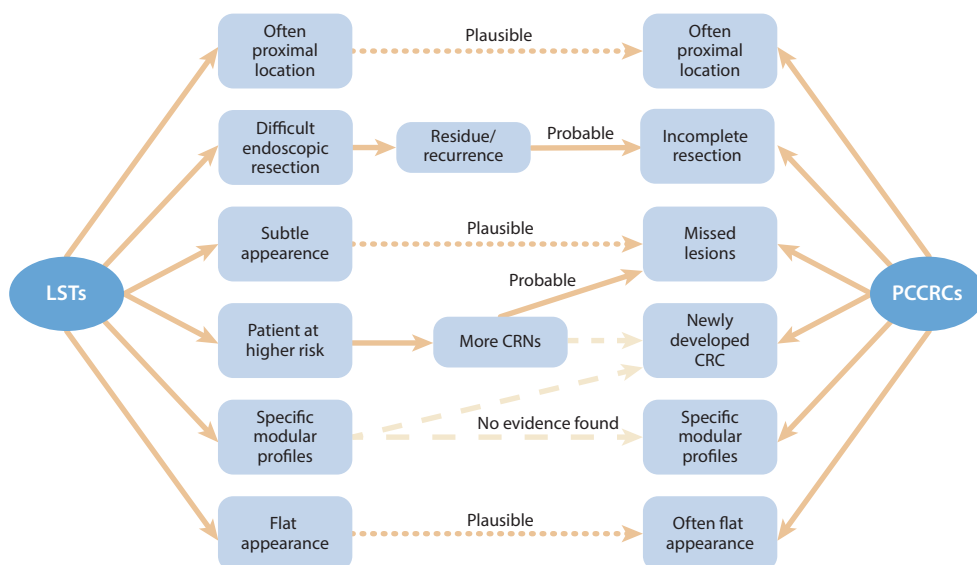 Often
proximal
location
Plausible
Often
proximal
location
Difficult
endoscopic
resection
Residue/
recurrence
Probable
Incomplete
resection
Subtle
appearence
Plausible
Missed
lesions
Probable
LSTs
PCCRCs
Patient at
higher risk
More CRNs
Newly
developed
CRC
Specific
modular
profiles
No evidence found
Specific
modular
profiles
Flat
appearance
Plausible
Often flat
appearance